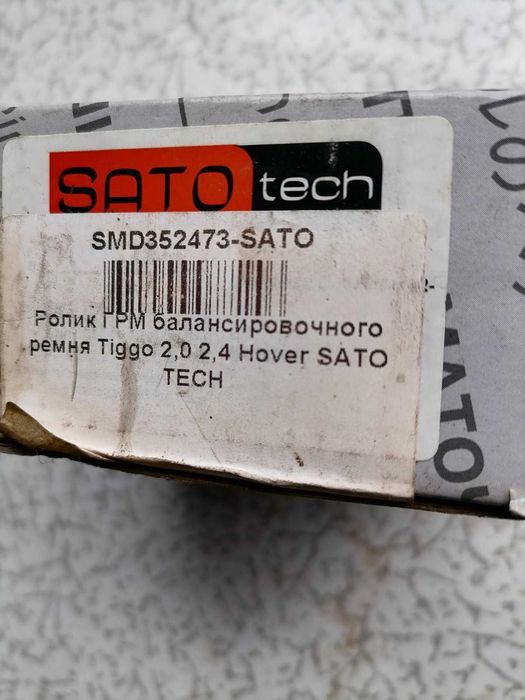 SATO tech
SMD352473-SATO
Ролик ГРМ балансировочного
ремня Tiggo 2,0 2,4 Hover SATO
TECH